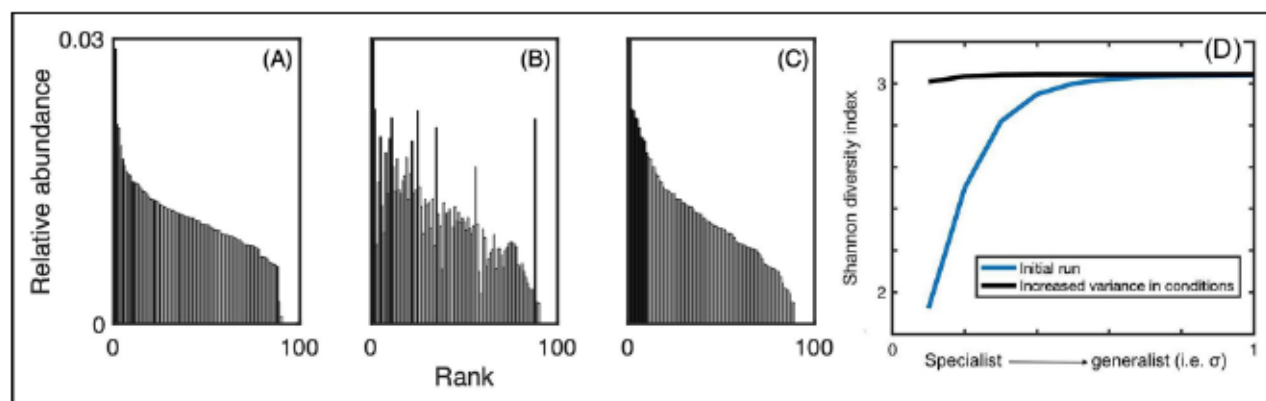 0.03
(A)
(B)
(C)
(D)
Relative abundance
0
0
100
0
100
0
100
Rank
Shannon diversity index
3
2
Initial run
Increased variance in conditions
0
1
Specialist generalist (i.e. σ)